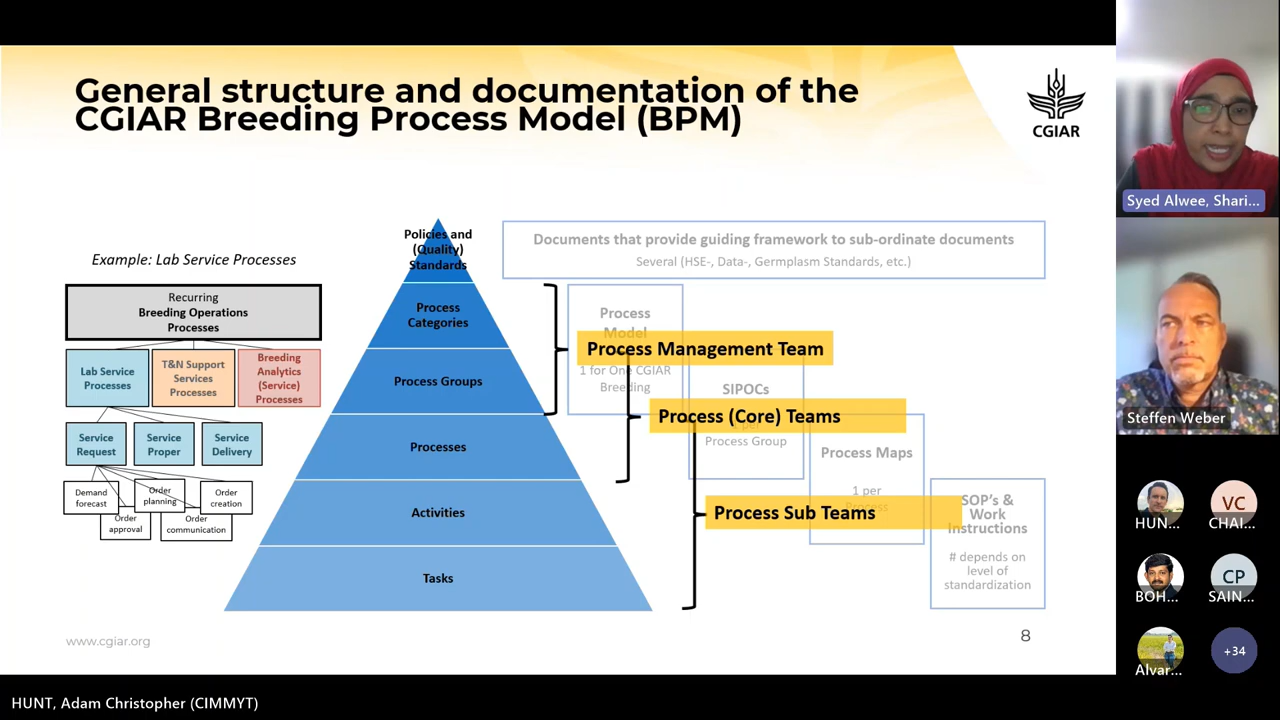 General structure and documentation of the
CGIAR Breeding Process Model (BPM)
CGIAR
Example: Lab Service Processes
Recurring
Breeding Operations
Processes
Lab Service
Processes
T&N Support
Services
Processes
Breeding
Analytics
(Service)
Processes
Service
Request
Service
Proper
Service
Delivery
Demand
forecast
Order
planning
Order
creation
Order
approval
Order
communication
Policies and
(Quality)
Standards
Process
Categories
Process Groups
Processes
Activities
Tasks
Documents that provide guiding framework to sub-ordinate documents
Several (HSE-, Data-, Germplasm Standards, etc.)
Process
Model
Process Management Team
1 for One CGIAR
Breeding
SIPOCs
Process (Core) Teams
1 per
Process Group
Process Maps
1 per
Process
Process Sub Teams
SOP's &
Work
Instructions
# depends on
level of
standardization
www.cgiar.org
8
Syed Alwee, Shari...
Steffen Weber
HUN...
VC
CHAI...
BOH...
CP
SAIN...
Alvar...
+34
HUNT, Adam Christopher (CIMMYT)